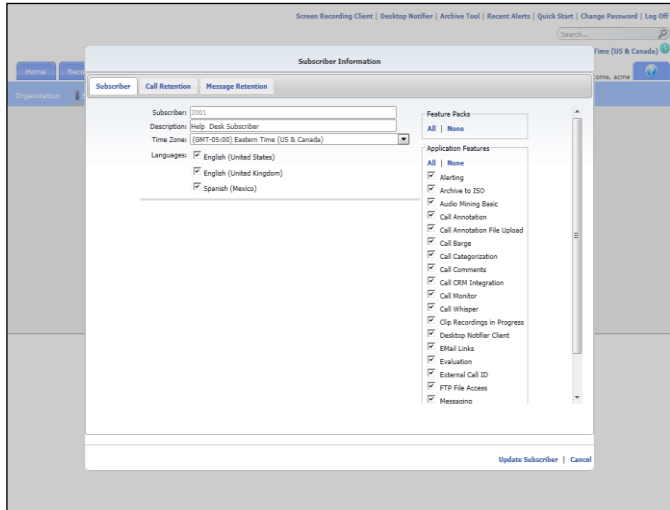 Screen Recording Client | Desktop Notifier | Archive Tool | Recent Alerts | Quick Start | Change Password | Log Off
Search...
Time (US & Canada)
Subscriber Information
Home
Reco
ome, acme
Organization
Subscriber
Call Retention
Message Retention
Subscriber: 2001
Description: Help Desk Subscriber
Time Zone: (GMT-05:00) Eastern Time (US & Canada)
Languages:
English (United States)
English (United Kingdom)
Spanish (Mexico)
Feature Packs
All | None
Application Features
All | None
Alerting
Archive to ISO
Audio Mining Basic
Call Annotation
Call Annotation File Upload
Call Barge
Call Categorization
Call Comments
Call CRM Integration
Call Monitor
Call Whisper
Clip Recordings in Progress
Desktop Notifier Client
EMail Links
Evaluation
External Call ID
FTP File Access
Messaging
Update Subscriber | Cancel